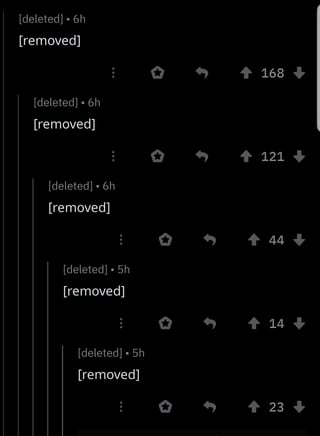 [deleted] • 6h
[removed]
168
[deleted] • 6h
[removed]
121
[deleted] • 6h
[removed]
44
[deleted] • 5h
[removed]
14
[deleted] • 5h
[removed]
23